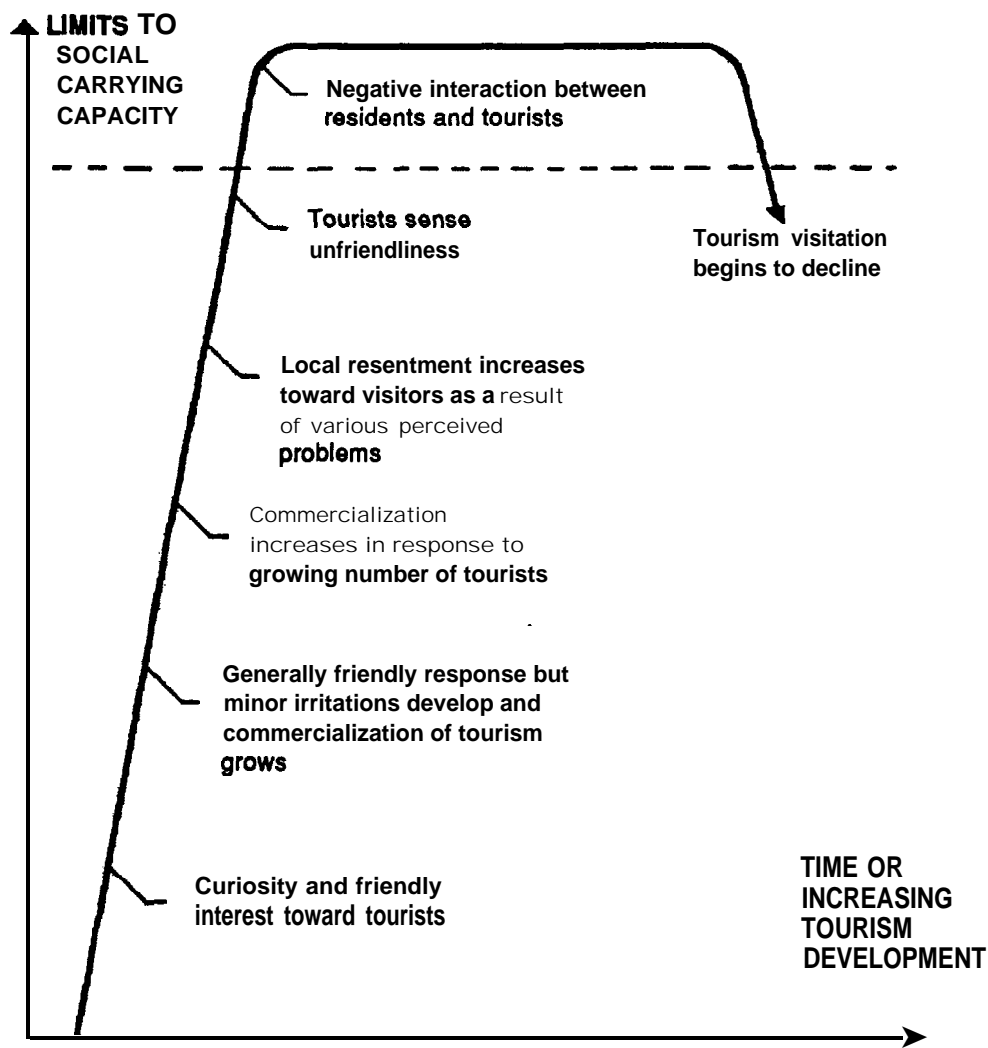 LIMITS TO
SOCIAL
CARRYING
CAPACITY
Negative interaction between
residents and tourists
Tourists sense
unfriendliness
Tourism visitation
begins to decline
Local resentment increases
toward visitors as a result
of various perceived
problems
Commercialization
increases in response to
growing number of tourists
Generally friendly response but
minor irritations develop and
commercialization of tourism
grows
Curiosity and friendly
interest toward tourists
TIME OR
INCREASING
TOURISM
DEVELOPMENT